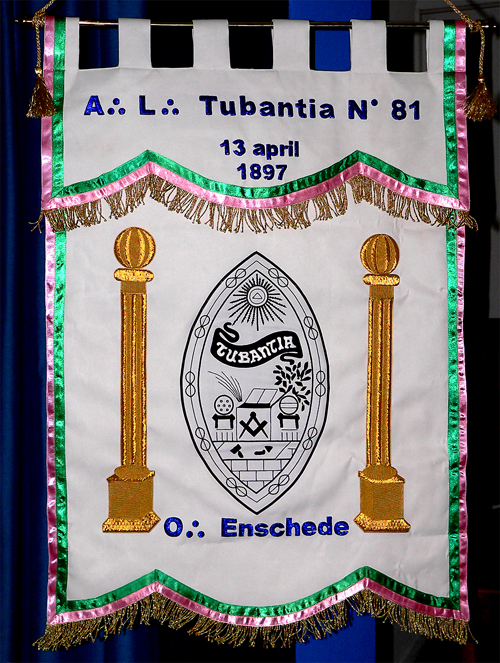 A∴ L∴ Tubantia N° 81
13 april
1897
TUBANTIA
O∴ Enschede